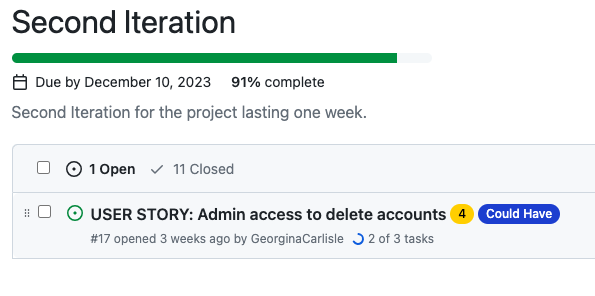 Second Iteration
Due by December 10, 2023 91% complete
Second Iteration for the project lasting one week.
1 Open 11 Closed
USER STORY: Admin access to delete accounts 4 Could Have
#17 opened 3 weeks ago by GeorginaCarlisle 2 of 3 tasks